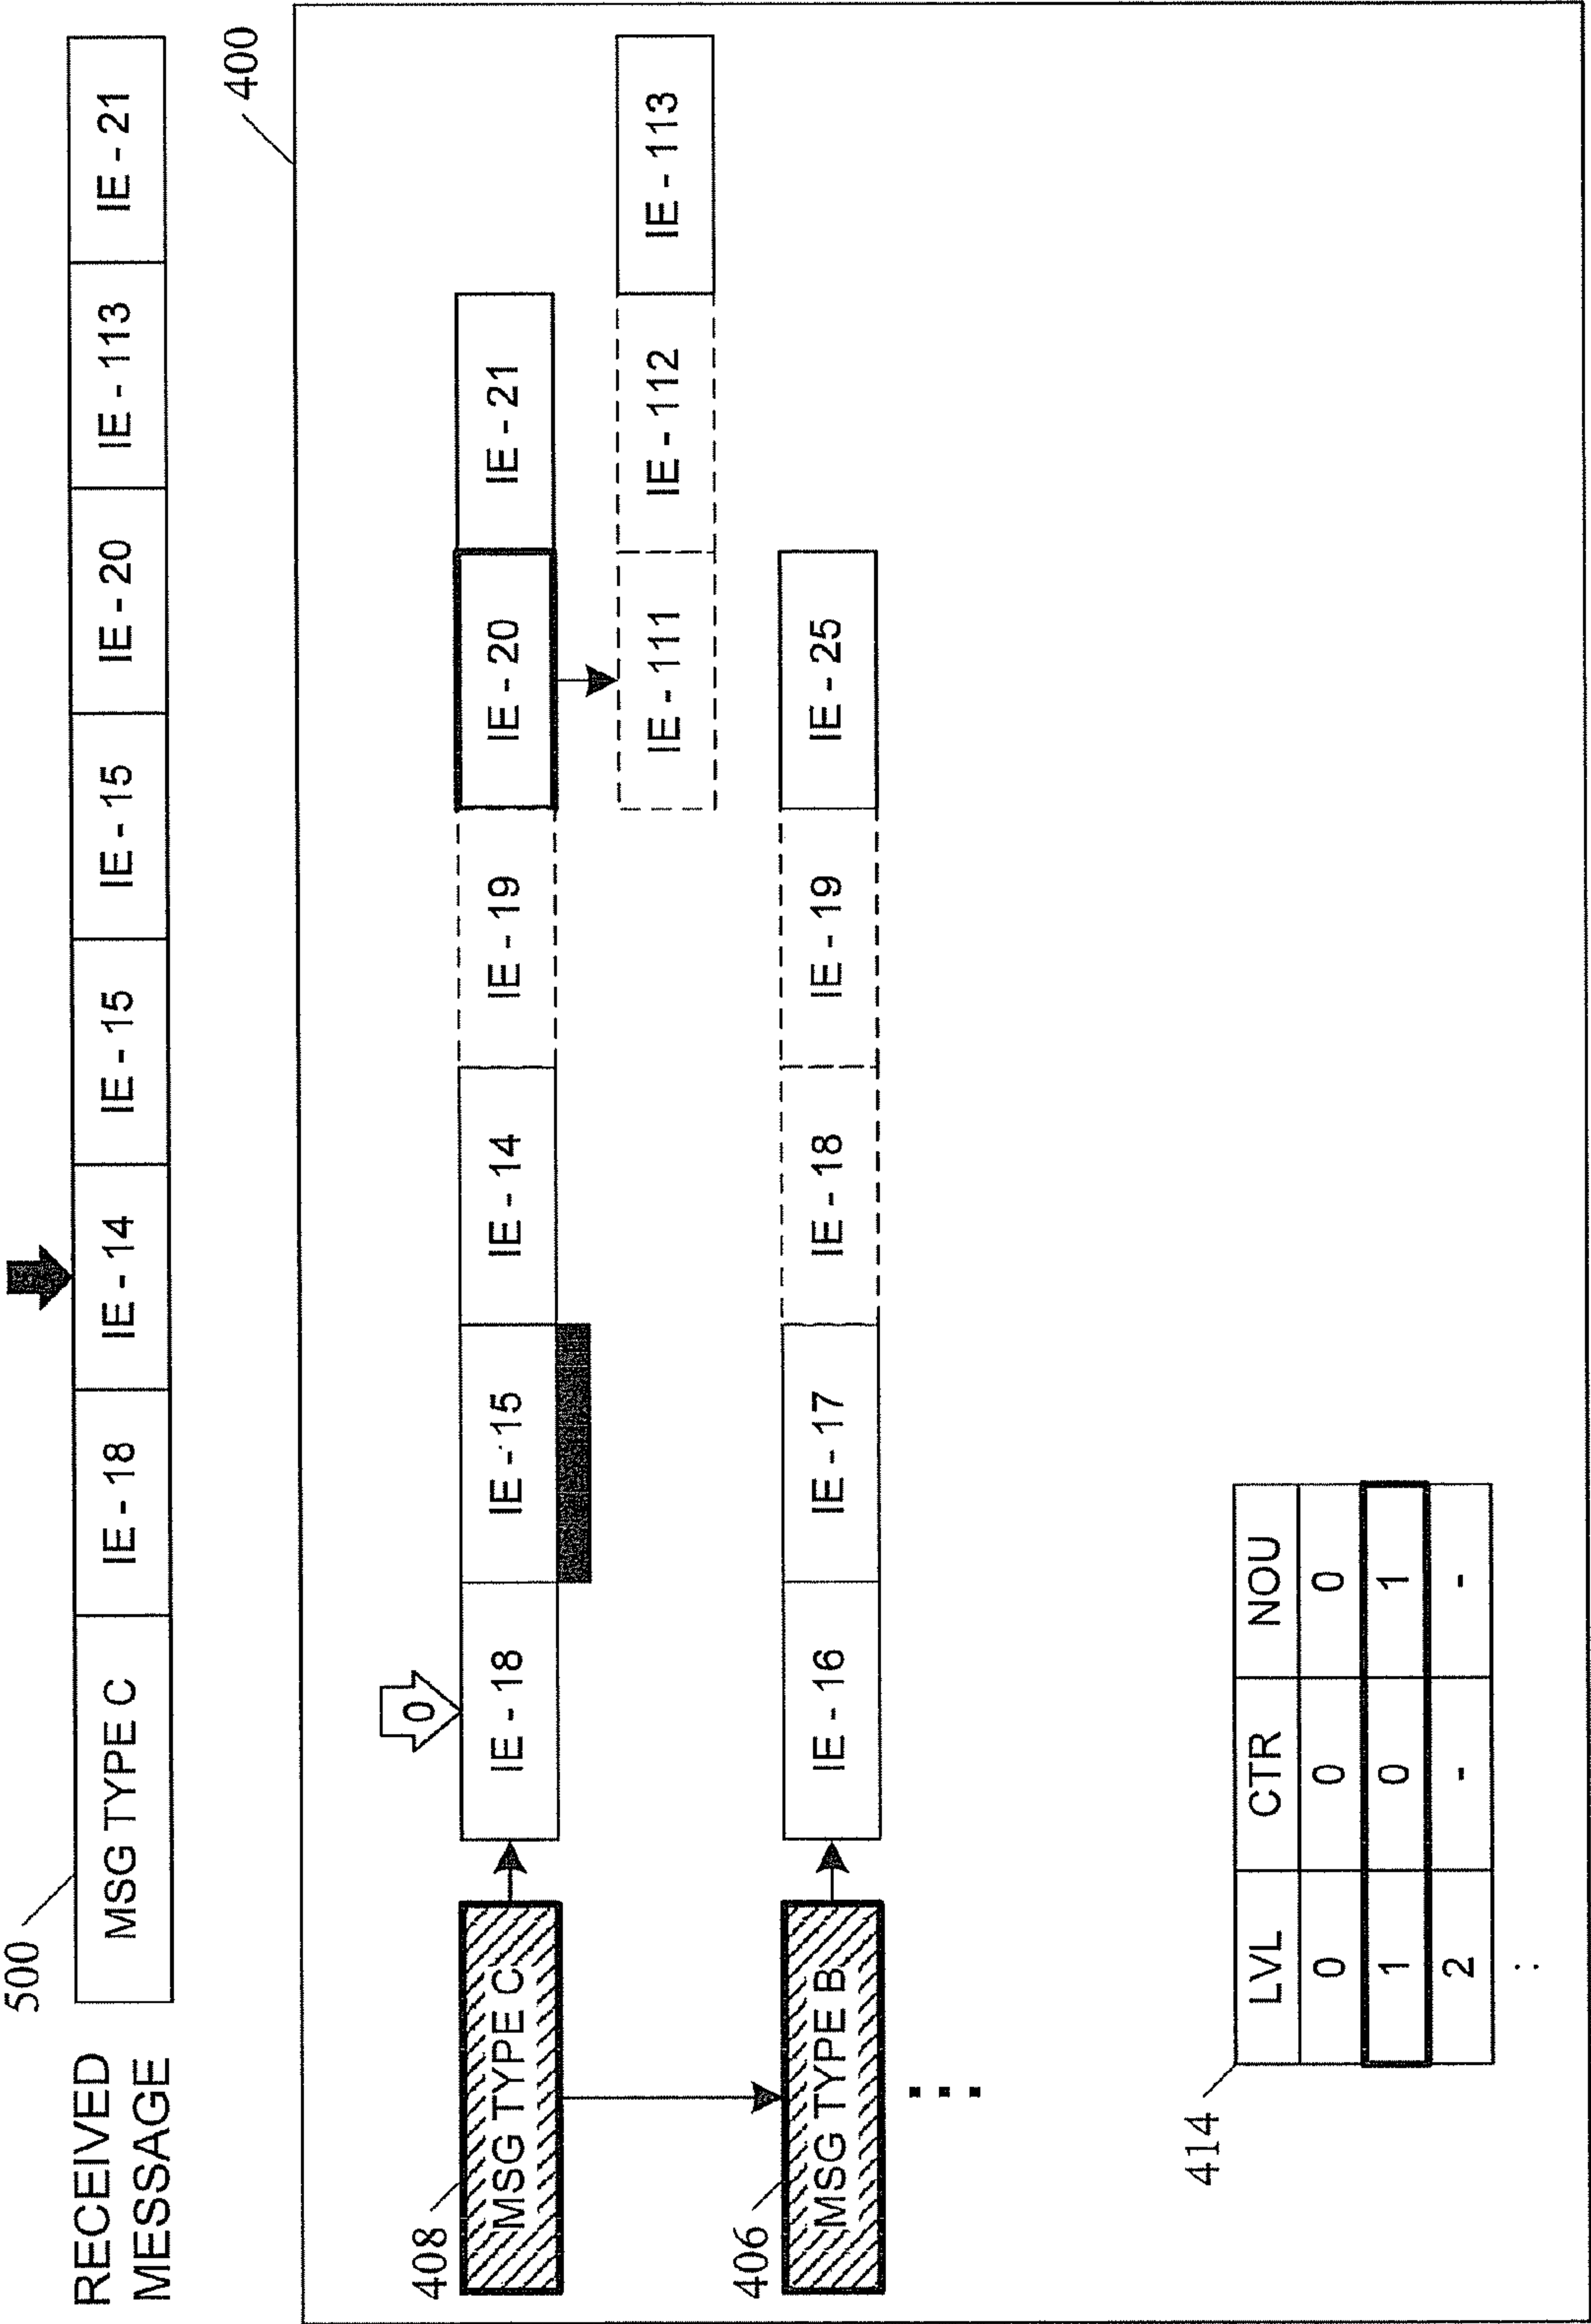 500
RECEIVED
MESSAGE
MSG TYPE C IE - 18 IE - 14 IE - 15 IE - 15 IE - 20 IE - 113 IE - 21
400
0
408
MSG TYPE C IE - 18 IE - 15 IE - 14 IE - 19 IE - 20 IE - 21
IE - 111 IE - 112 IE - 113
406
MSG TYPE B IE - 16 IE - 17 IE - 18 IE - 19 IE - 25
⋮
414
LVL CTR NOU
0 0 0
1 0 1
2 - -
: